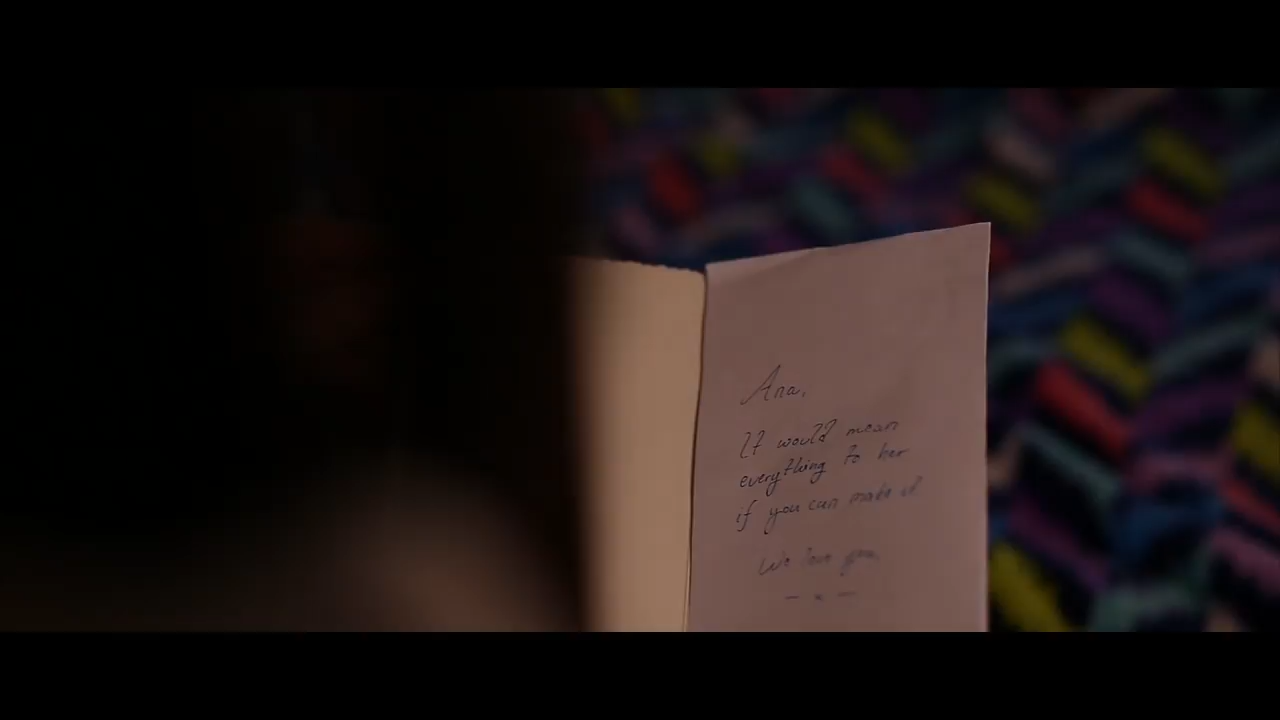 Ana,
It would mean
everything to her
if you can make it
We love you,